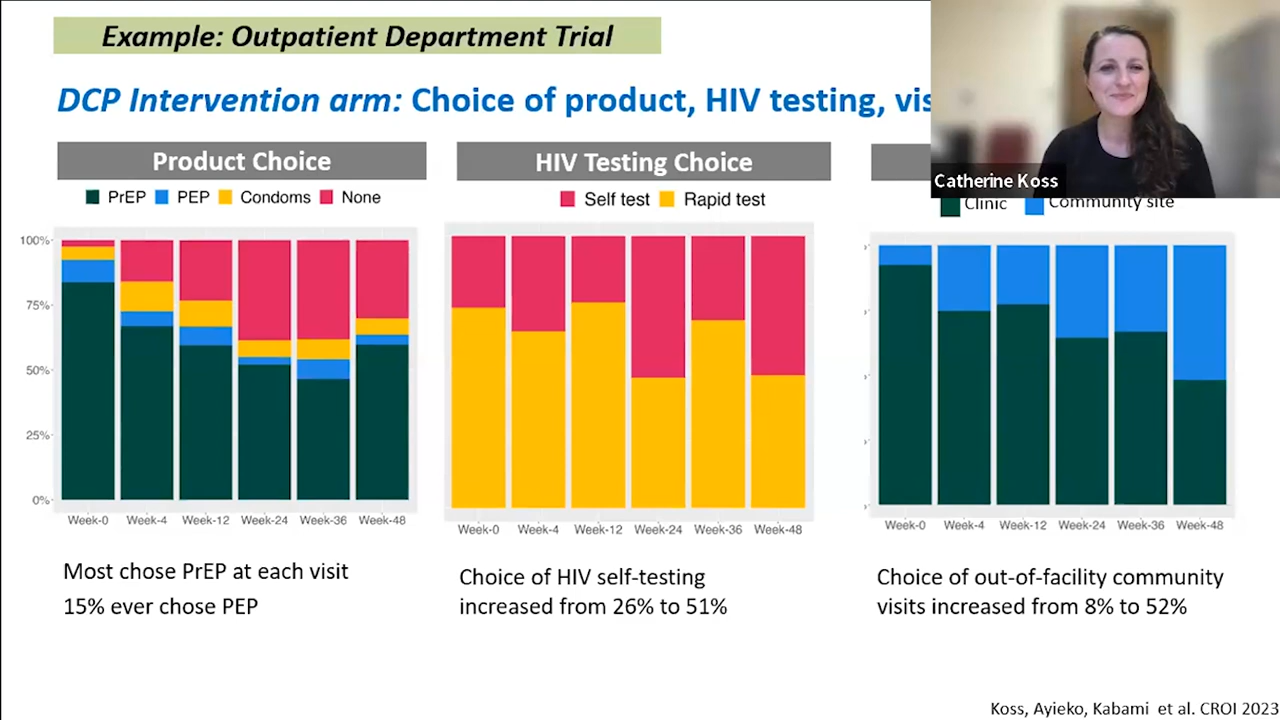 Example: Outpatient Department Trial
DCP Intervention arm: Choice of product, HIV testing,
Catherine Koss
Product Choice
PrEP PEP Condoms None
100%
75%
50%
25%
0%
Week-0 Week-4 Week-12 Week-24 Week-36 Week-48
Most chose PrEP at each visit
15% ever chose PEP
HIV Testing Choice
Self test Rapid test
Week-0 Week-4 Week-12 Week-24 Week-36 Week-48
Choice of HIV self-testing
increased from 26% to 51%
Clinic Community site
Week-0 Week-4 Week-12 Week-24 Week-36 Week-48
Choice of out-of-facility community
visits increased from 8% to 52%
Koss, Ayieko, Kabami et al. CROI 2023